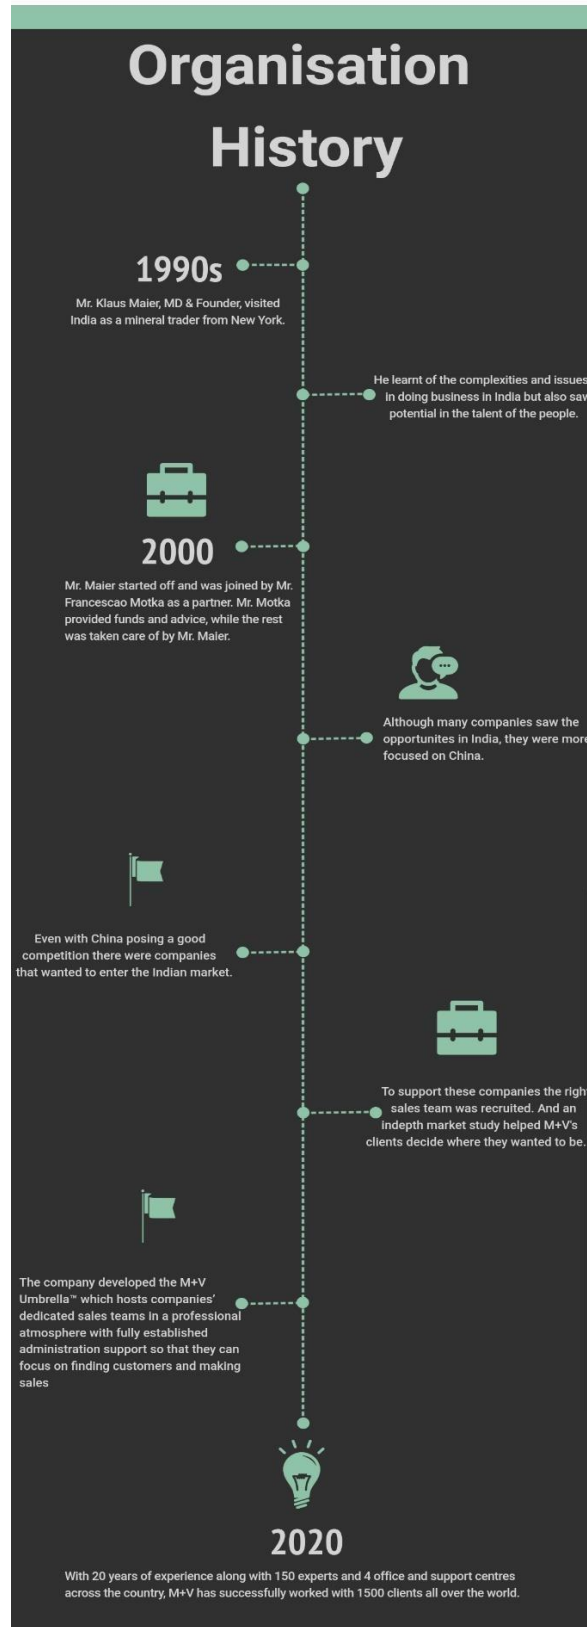 Organisation
History
1990s
Mr. Klaus Maier, MD & Founder, visited
India as a mineral trader from New York.
He learnt of the complexities and issues
in doing business in India but also saw
potential in the talent of the people.
2000
Mr. Maier started off and was joined by Mr.
Francescao Motka as a partner. Mr. Motka
provided funds and advice, while the rest
was taken care of by Mr. Maier.
Although many companies saw the
opportunites in India, they were more
focused on China.
Even with China posing a good
competition there were companies
that wanted to enter the Indian market.
To support these companies the right
sales team was recruited. And an
indepth market study helped M+V's
clients decide where they wanted to be.
The company developed the M+V
Umbrella™ which hosts companies’
dedicated sales teams in a professional
atmosphere with fully established
administration support so that they can
focus on finding customers and making
sales
2020
With 20 years of experience along with 150 experts and 4 office and support centres
across the country, M+V has successfully worked with 1500 clients all over the world.